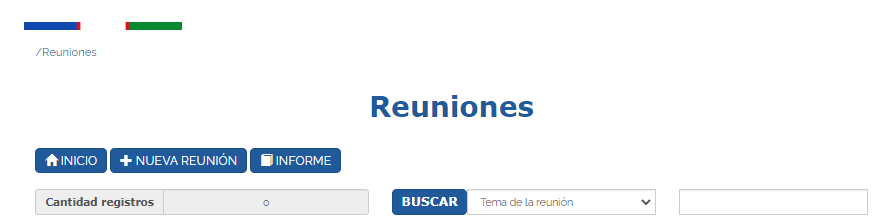 /Reuniones
Reuniones
INICIO NUEVA REUNIÓN INFORME
Cantidad registros 0 BUSCAR Tema de la reunión